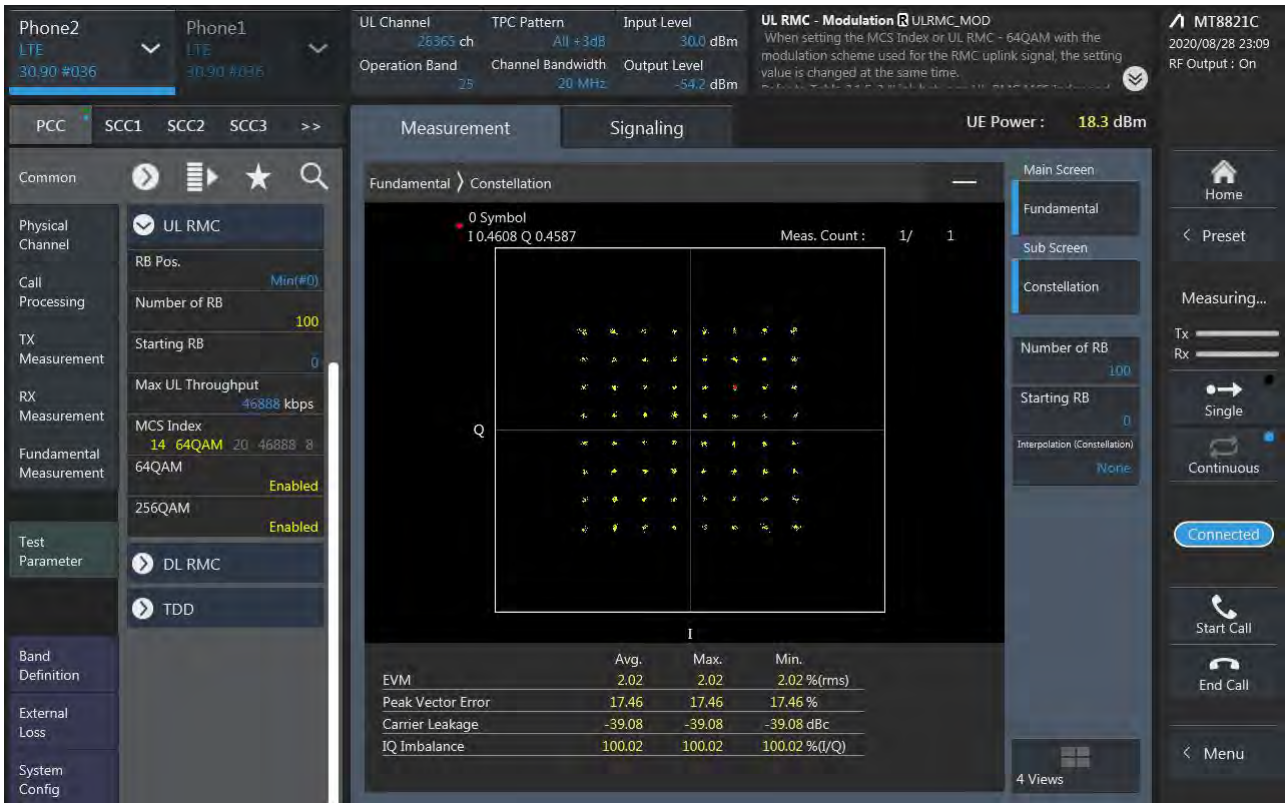 Phone2
LTE
30.90 #036
Phone1
LTE
30.90 #036
UL Channel
26365 ch
Operation Band
25
TPC Pattern
All +3dB
Channel Bandwidth
20 MHz
Input Level
30.0 dBm
Output Level
-54.2 dBm
UL RMC - Modulation R ULRMC_MOD
When setting the MCS Index or UL RMC - 64QAM with the
modulation scheme used for the RMC uplink signal, the setting
value is changed at the same time.
MT8821C
2020/08/28 23:09
RF Output : On
PCC SCC1 SCC2 SCC3 >>
Measurement Signaling
UE Power : 18.3 dBm
Common
Physical
Channel
Call
Processing
TX
Measurement
RX
Measurement
Fundamental
Measurement
Test
Parameter
Band
Definition
External
Loss
System
Config
UL RMC
RB Pos.
Min(#0)
Number of RB
100
Starting RB
0
Max UL Throughput
46888 kbps
MCS Index
14 64QAM 20 46888 8
64QAM
Enabled
256QAM
Enabled
DL RMC
TDD
Fundamental > Constellation
0 Symbol
I 0.4608 Q 0.4587
Meas. Count : 1/ 1
Q
I
Avg. Max. Min.
EVM 2.02 2.02 2.02 %(rms)
Peak Vector Error 17.46 17.46 17.46 %
Carrier Leakage -39.08 -39.08 -39.08 dBc
IQ Imbalance 100.02 100.02 100.02 %(I/Q)
Main Screen
Fundamental
Sub Screen
Constellation
Number of RB
100
Starting RB
0
Interpolation (Constellation)
None
4 Views
Home
< Preset
Measuring...
Tx
Rx
Single
Continuous
Connected
Start Call
End Call
< Menu